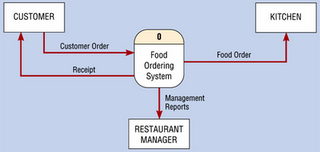 CUSTOMER
KITCHEN
0
Customer Order
Food
Ordering
System
Food Order
Receipt
Management
Reports
RESTAURANT
MANAGER